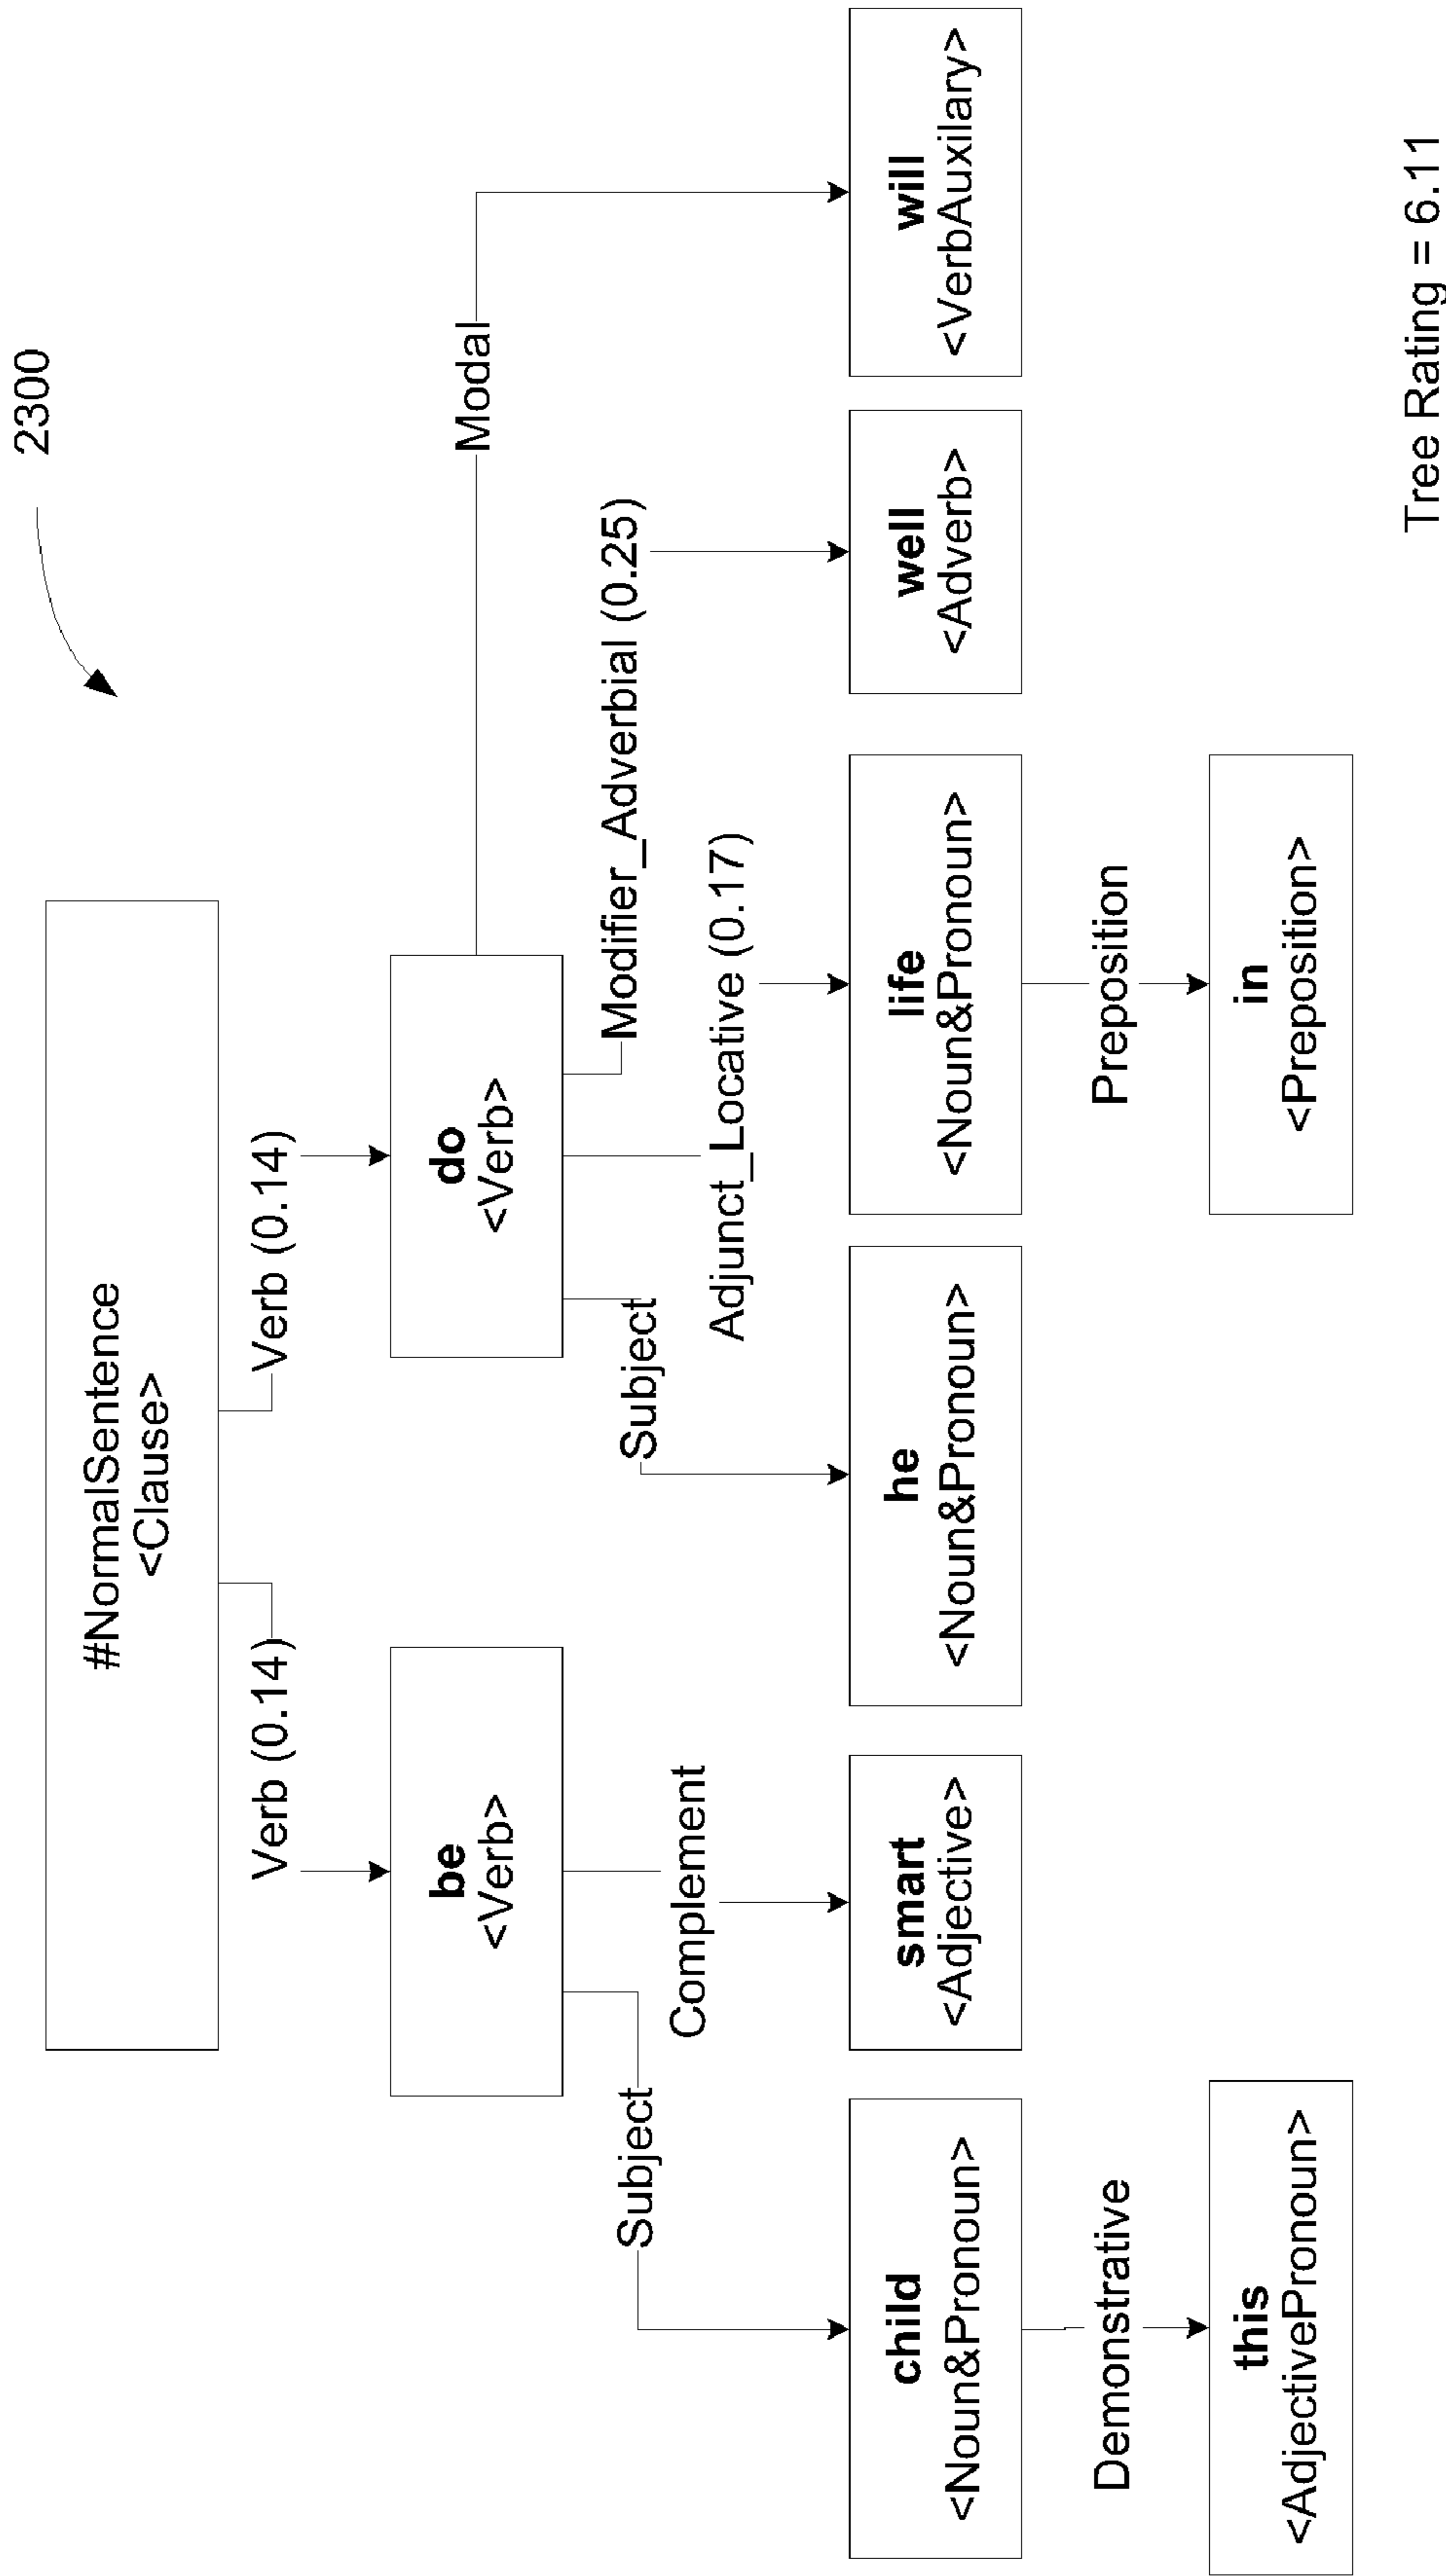 2300
#NormalSentence
<Clause>
Verb (0.14)
Verb (0.14)
be
<Verb>
do
<Verb>
Modal
Subject
Complement
Subject
Adjunct_Locative (0.17)
Modifier_Adverbial (0.25)
child
<Noun&Pronoun>
smart
<Adjective>
he
<Noun&Pronoun>
life
<Noun&Pronoun>
well
<Adverb>
will
<VerbAuxilary>
Demonstrative
Preposition
this
<AdjectivePronoun>
in
<Preposition>
Tree Rating = 6.11